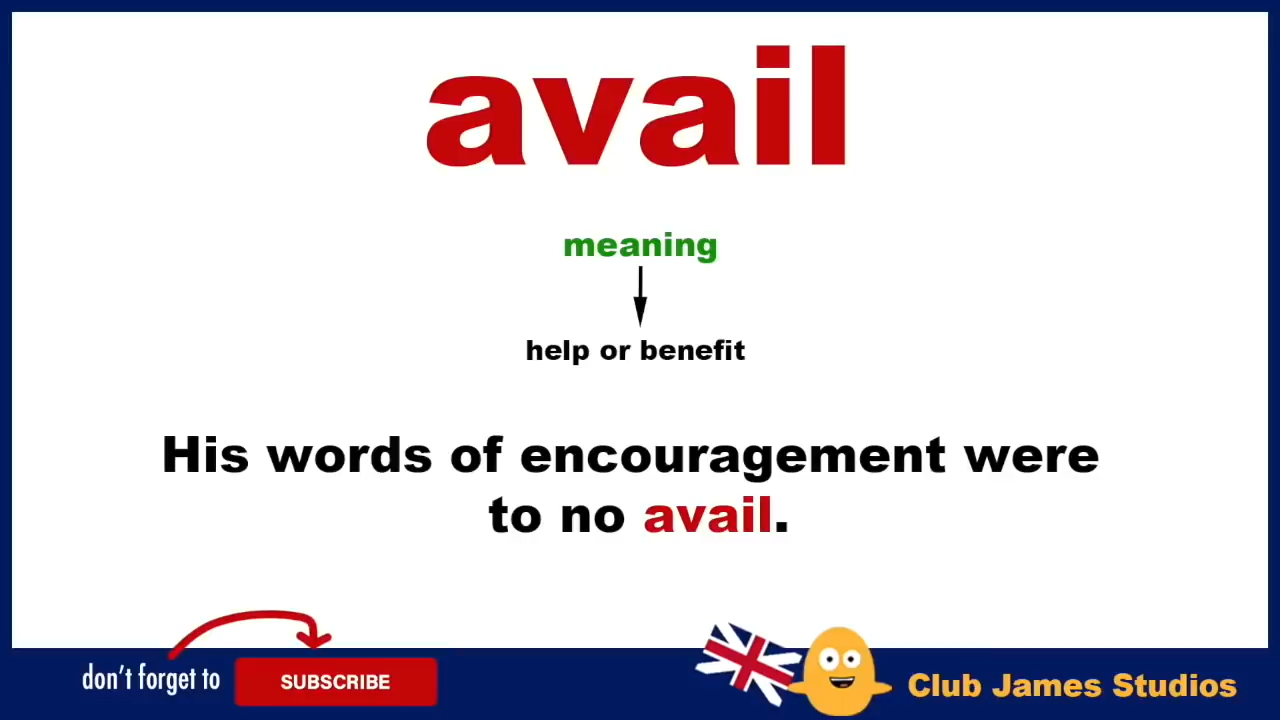 avail
meaning
help or benefit
His words of encouragement were
to no avail.
don't forget to
SUBSCRIBE
Club James Studios